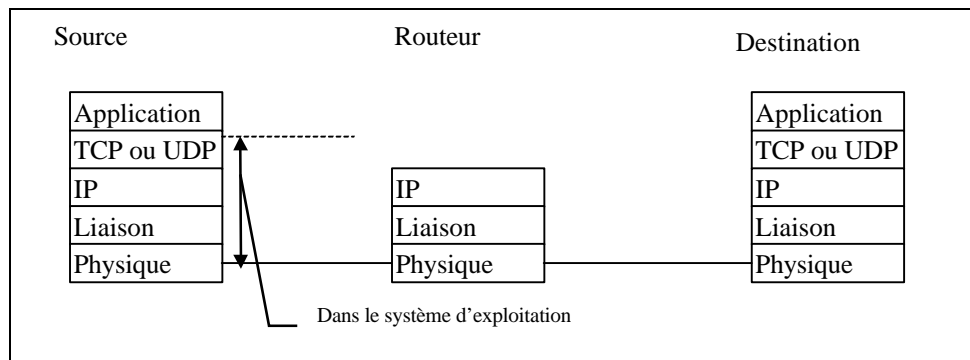 Source
Routeur
Destination
Application
TCP ou UDP
IP
Liaison
Physique
IP
Liaison
Physique
Application
TCP ou UDP
IP
Liaison
Physique
Dans le système d’exploitation